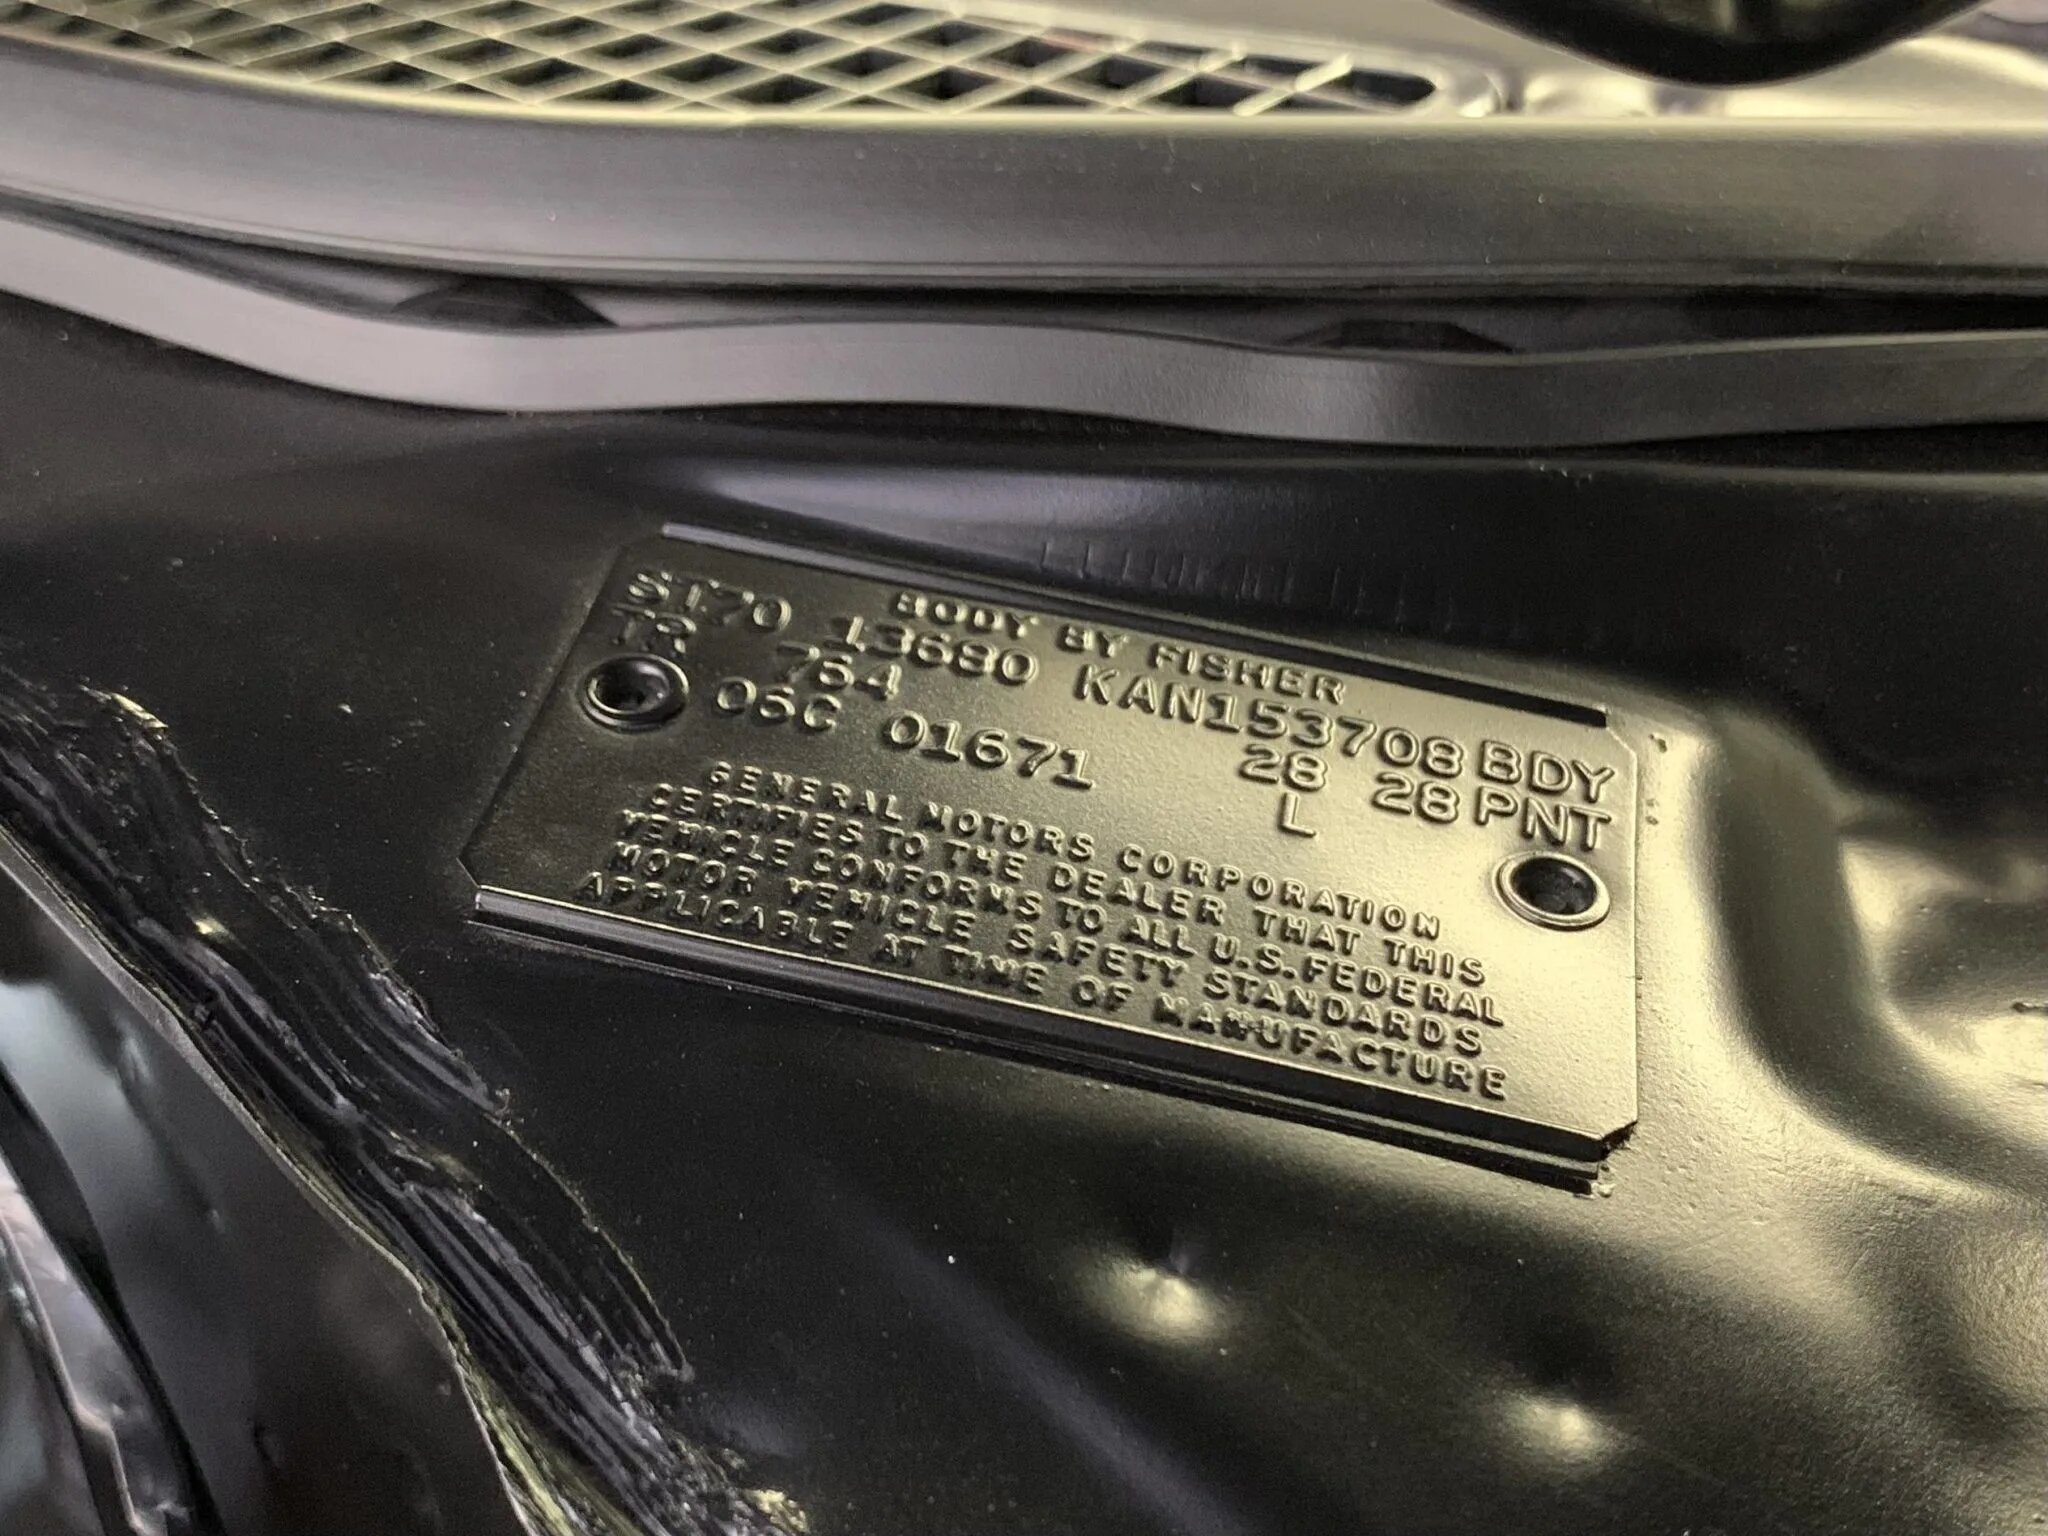 BODY BY FISHER
ST70 13680 KAN153708 BDY
TR 764 28 28 PNT
06C 01671 L
GENERAL MOTORS CORPORATION
CERTIFIES TO THE DEALER THAT THIS
VEHICLE CONFORMS TO ALL U.S. FEDERAL
MOTOR VEHICLE SAFETY STANDARDS
APPLICABLE AT TIME OF MANUFACTURE